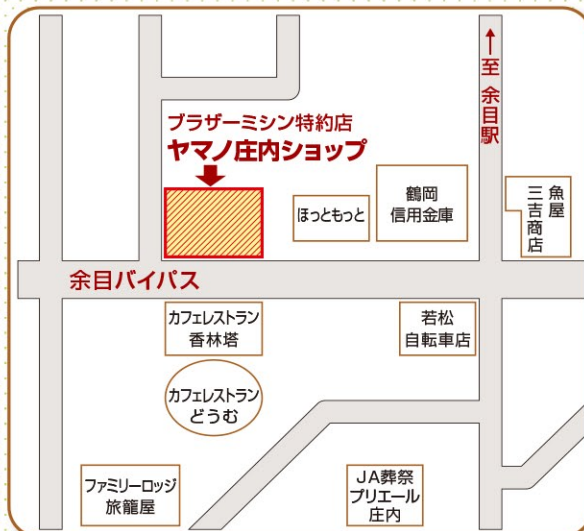 ↑至 余目駅
ブラザーミシン特約店
ヤマノ庄内ショップ
ほっともっと
鶴岡
信用金庫
魚屋
三吉商店
余目バイパス
カフェレストラン
香林塔
若松
自転車店
カフェレストラン
どうむ
ファミリーロッジ
旅籠屋
JA葬祭
プリエール
庄内